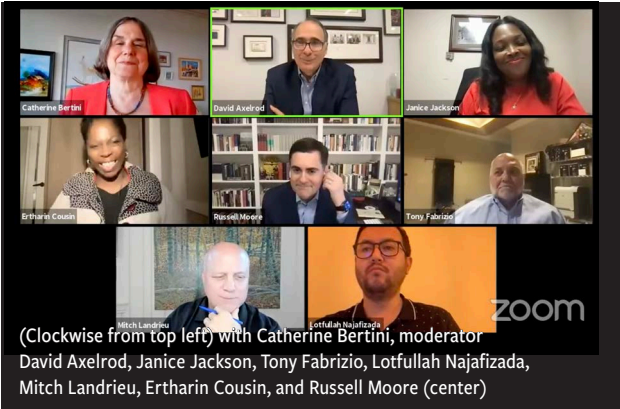 Catherine Bertini
David Axelrod
Janice Jackson
Ertharin Cousin
Russell Moore
Tony Fabrizio
Mitch Landrieu
Lotfullah Najafizada
zoom
(Clockwise from top left) with Catherine Bertini, moderator
David Axelrod, Janice Jackson, Tony Fabrizio, Lotfullah Najafizada,
Mitch Landrieu, Ertharin Cousin, and Russell Moore (center)